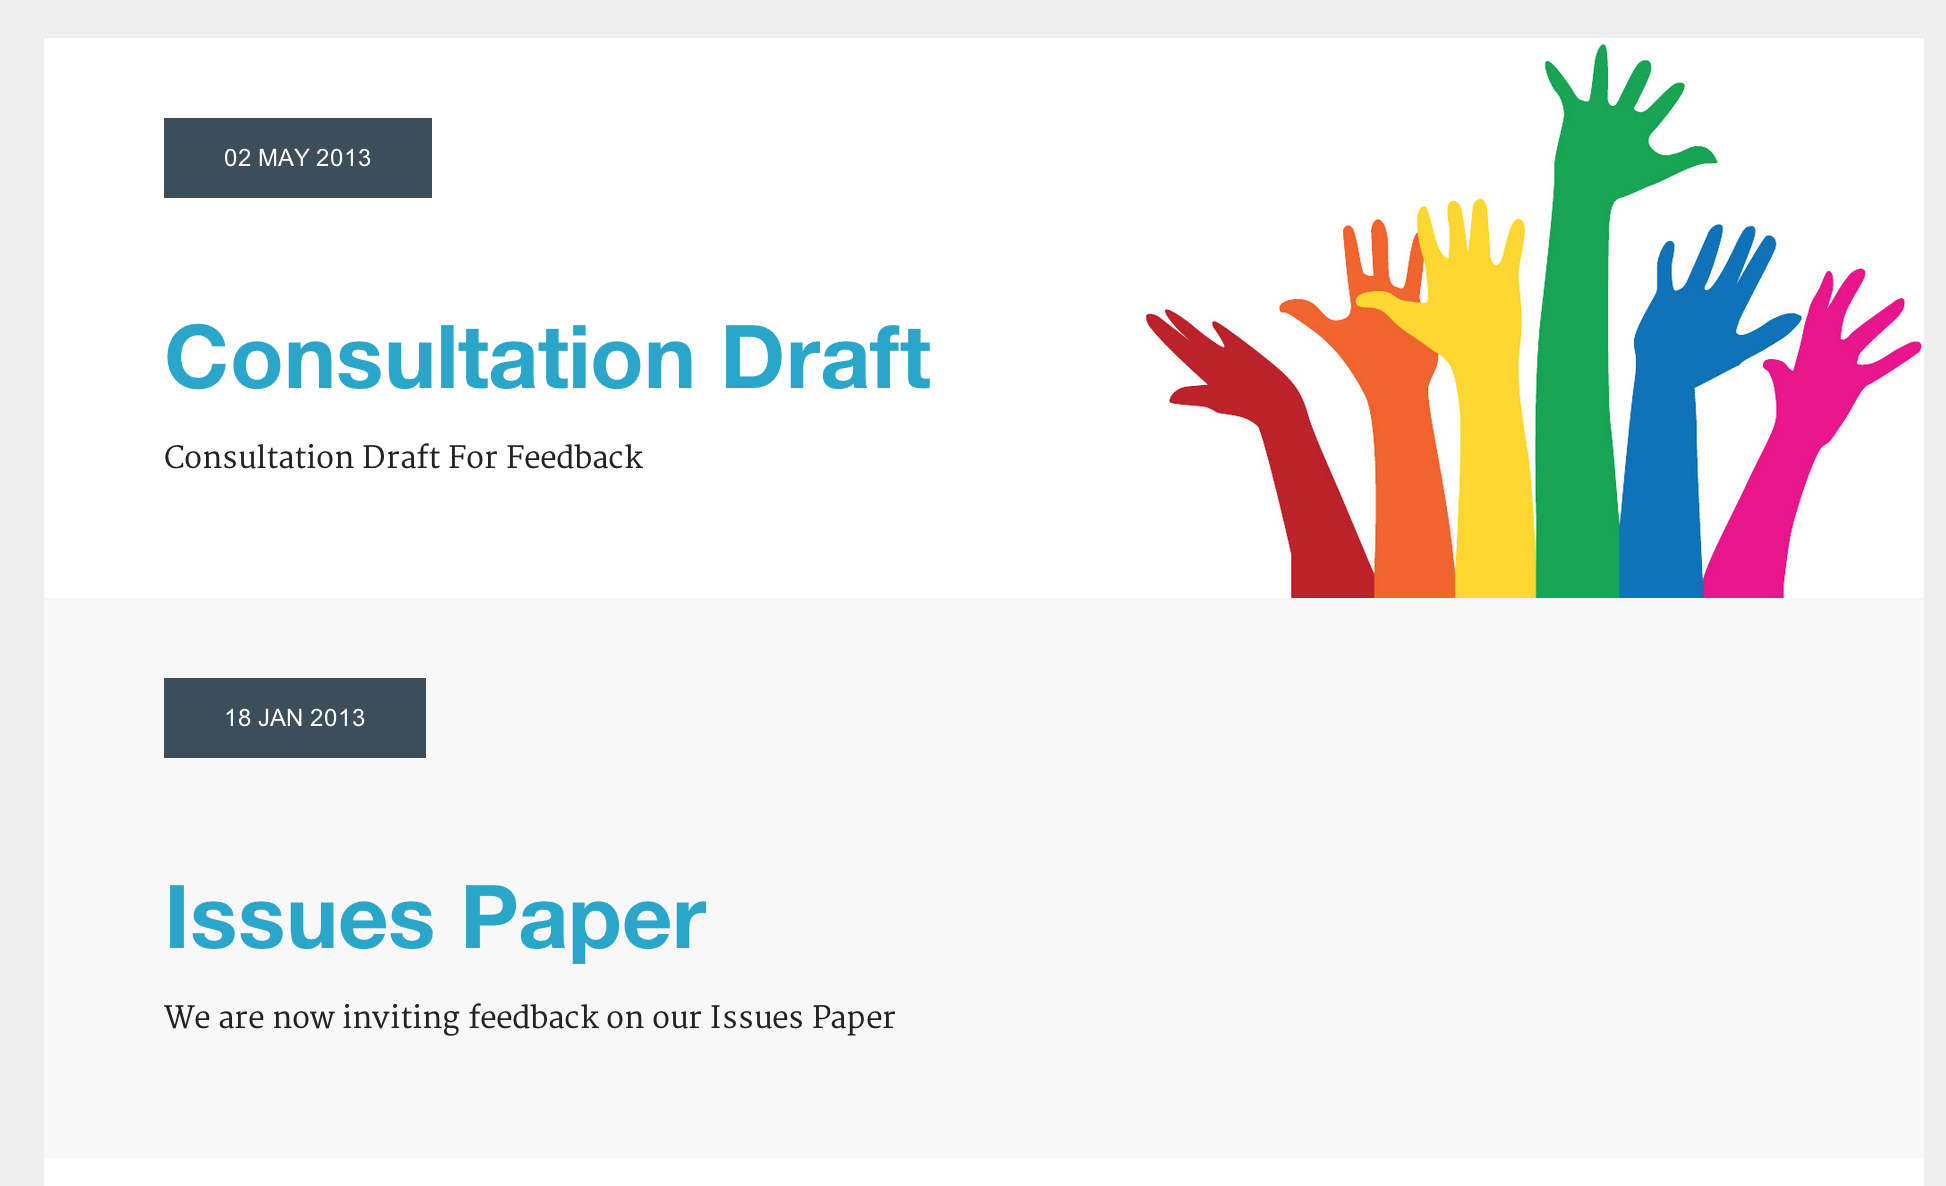 02 MAY 2013
Consultation Draft
Consultation Draft For Feedback
18 JAN 2013
Issues Paper
We are now inviting feedback on our Issues Paper